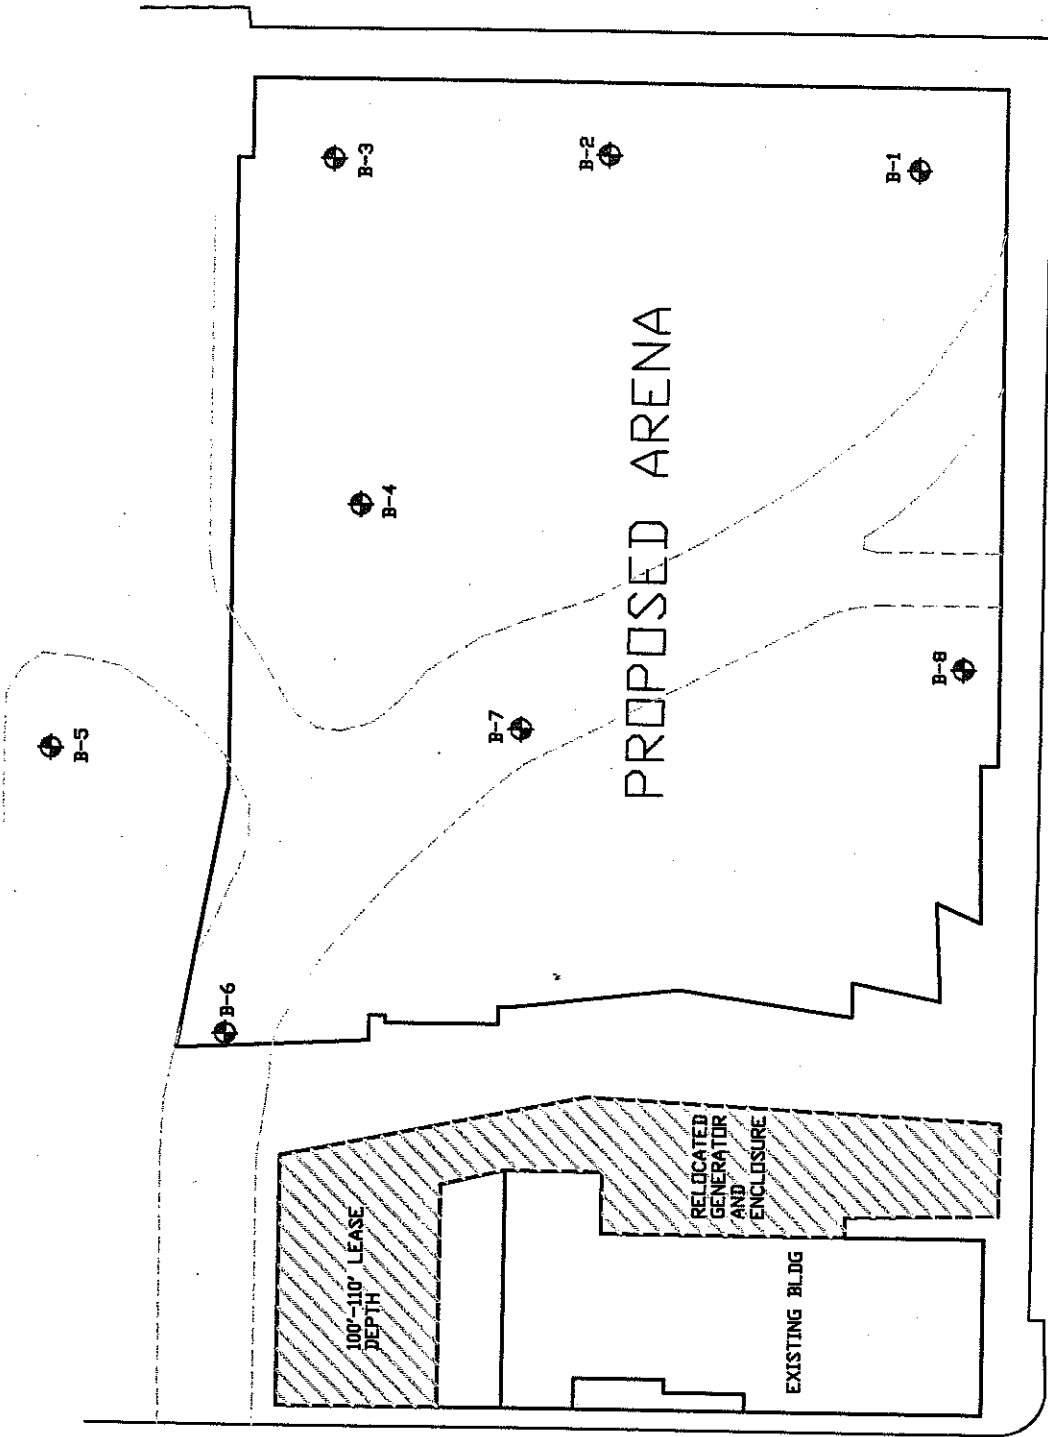 B-3
B-2
B-1
B-4
PROPOSED ARENA
B-5
B-7
B-8
B-6
100'-110' LEASE
DEPTH
RELOCATED
GENERATOR
AND
ENCLOSURE
EXISTING BLDG